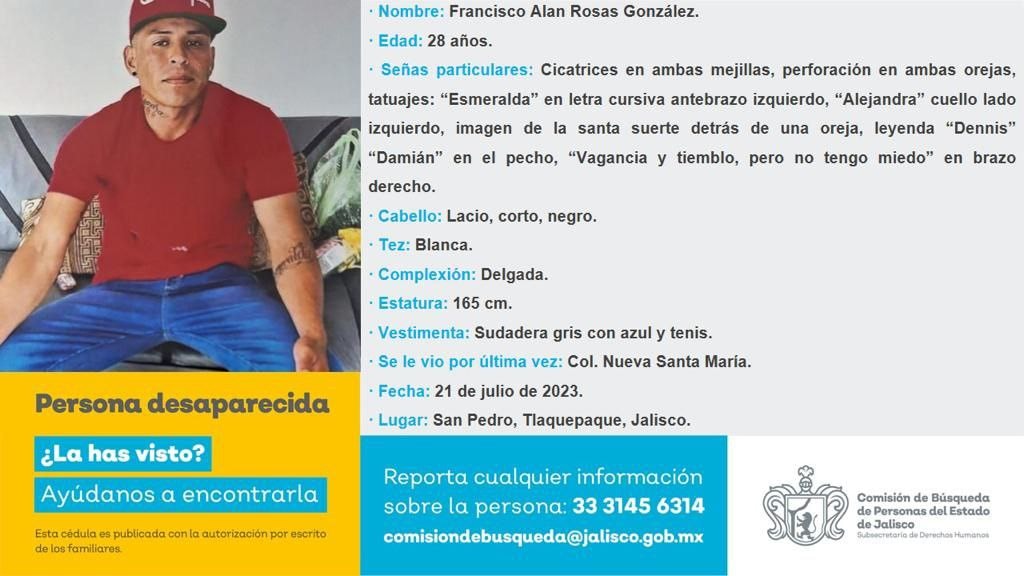 · Nombre: Francisco Alan Rosas González.
· Edad: 28 años.
· Señas particulares: Cicatrices en ambas mejillas, perforación en ambas orejas,
tatuajes: “Esmeralda” en letra cursiva antebrazo izquierdo, “Alejandra” cuello lado
izquierdo, imagen de la santa suerte detrás de una oreja, leyenda “Dennis”
“Damián” en el pecho, “Vagancia y tiemblo, pero no tengo miedo” en brazo
derecho.
· Cabello: Lacio, corto, negro.
· Tez: Blanca.
· Complexión: Delgada.
· Estatura: 165 cm.
· Vestimenta: Sudadera gris con azul y tenis.
· Se le vio por última vez: Col. Nueva Santa María.
· Fecha: 21 de julio de 2023.
· Lugar: San Pedro, Tlaquepaque, Jalisco.
Persona desaparecida
¿La has visto?
Ayúdanos a encontrarla
Esta cédula es publicada con la autorización por escrito
de los familiares.
Reporta cualquier información
sobre la persona: 33 3145 6314
comisiondebusqueda@jalisco.gob.mx
Comisión de Búsqueda
de Personas del Estado
de Jalisco
Subsecretaría de Derechos Humanos